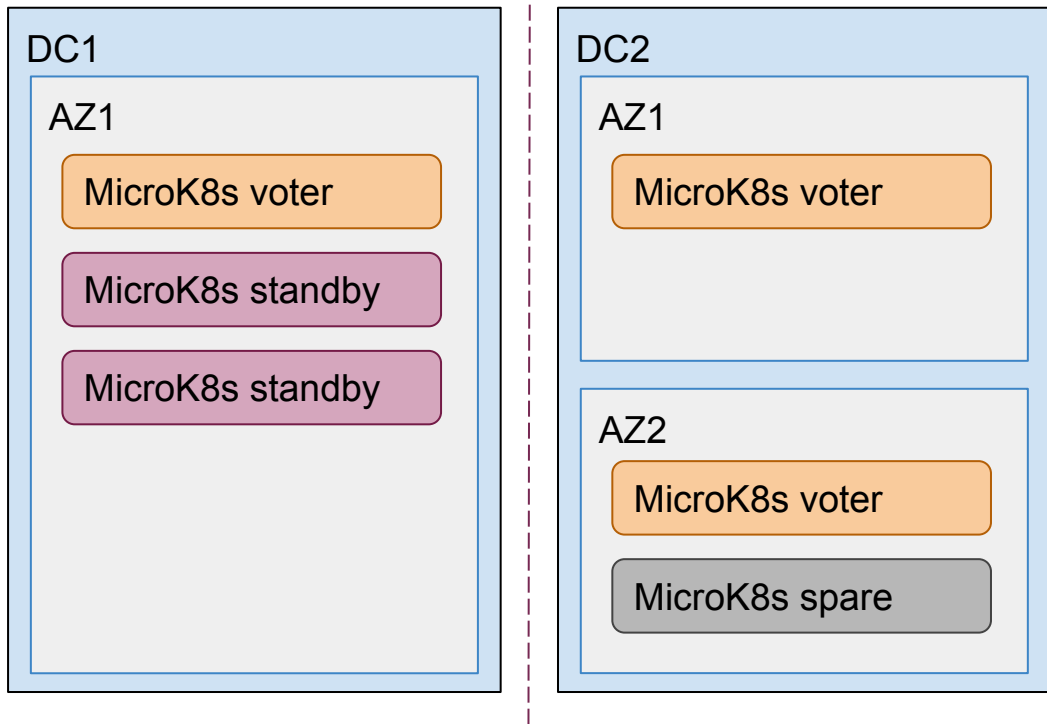 DC1
AZ1
MicroK8s voter
MicroK8s standby
MicroK8s standby
DC2
AZ1
MicroK8s voter
AZ2
MicroK8s voter
MicroK8s spare